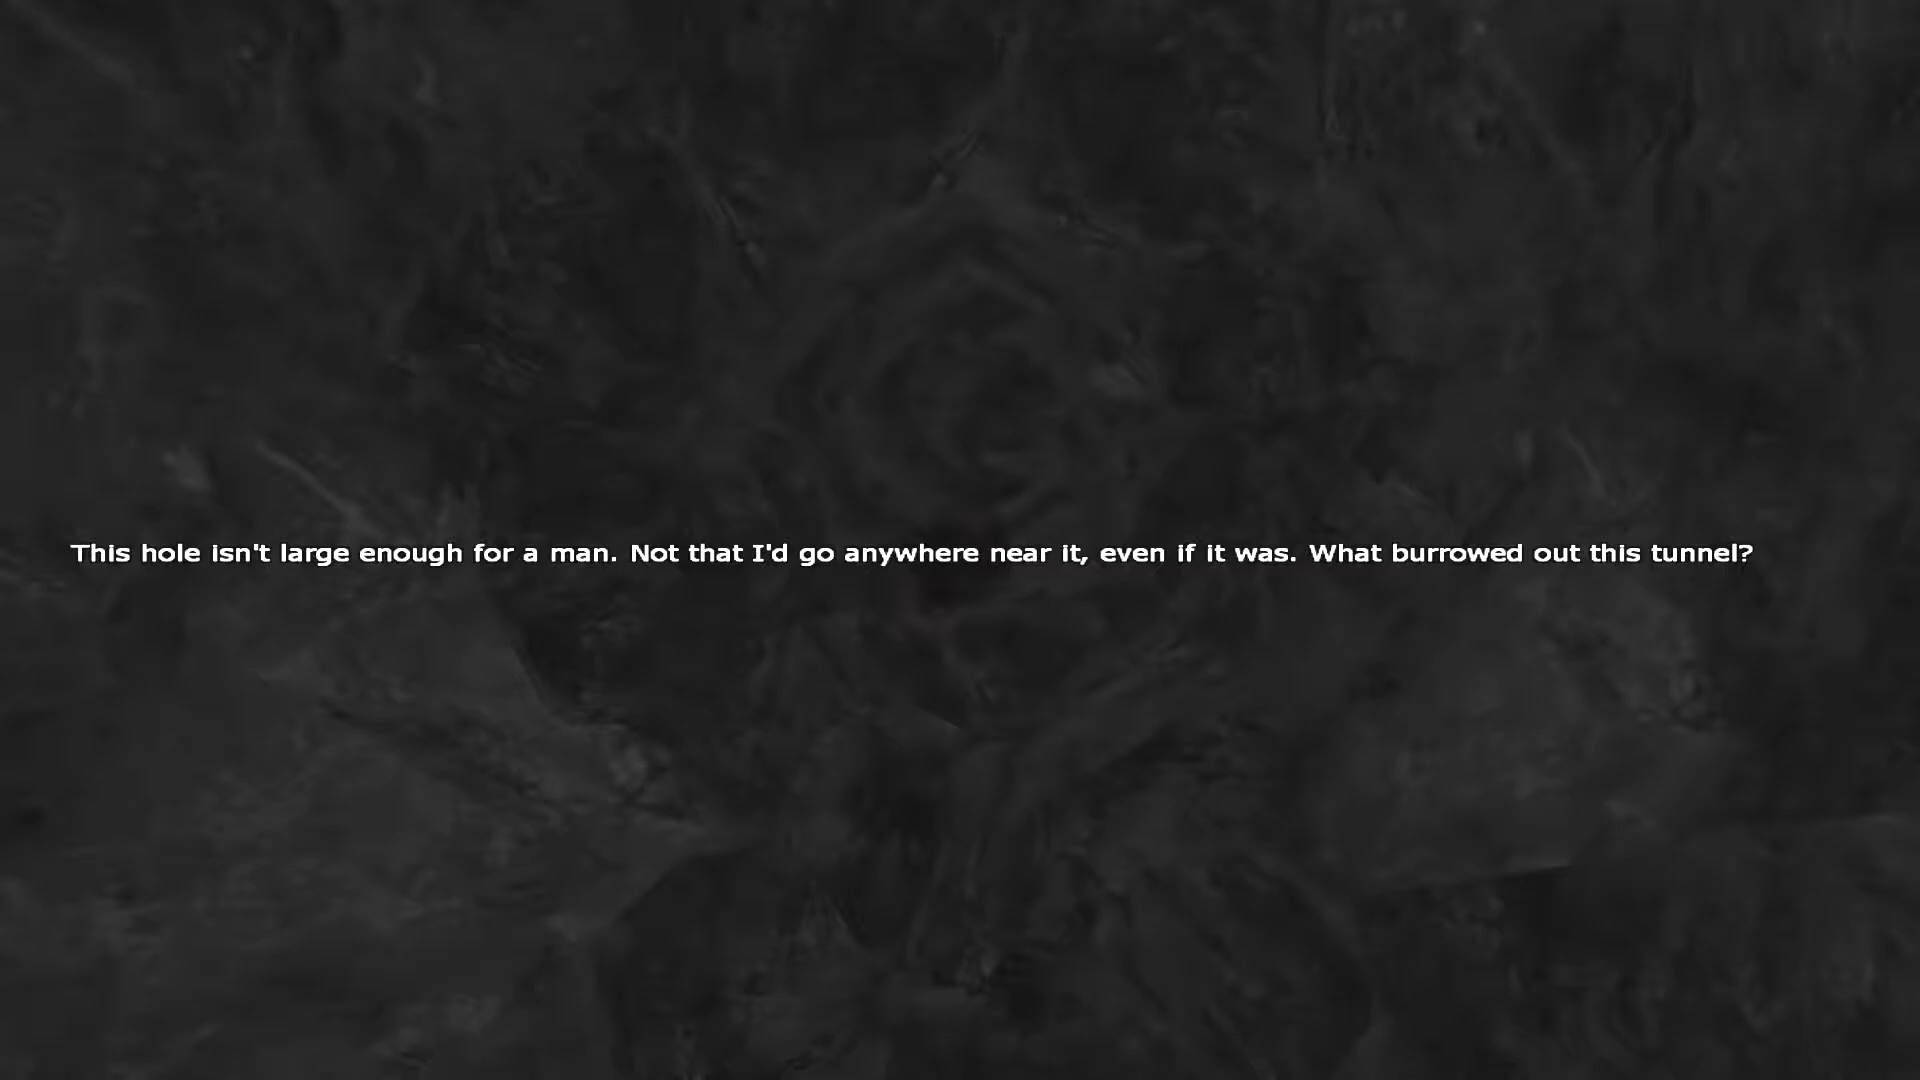 This hole isn't large enough for a man. Not that I'd go anywhere near it, even if it was. What burrowed out this tunnel?